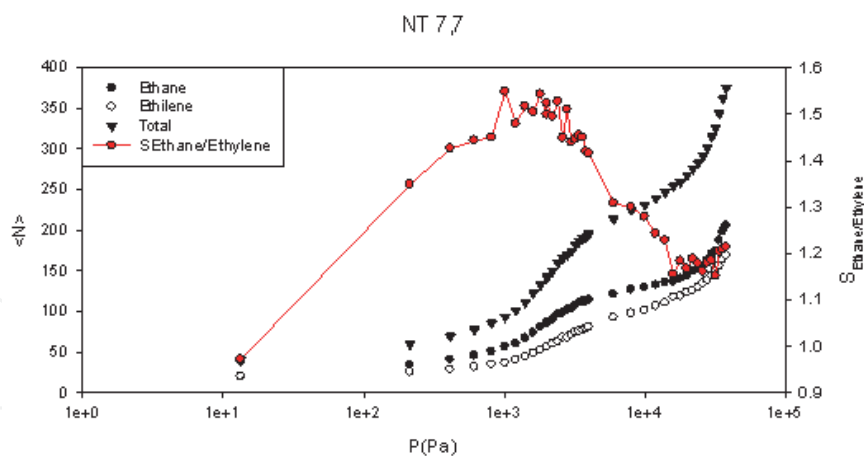 NT 7,7
Ethane
Ethilene
Total
SEthane/Ethylene
400
350
300
250
200
150
100
50
0
<N>
1.6
1.5
1.4
1.3
1.2
1.1
1.0
0.9
SEthane/Ethylene
1e+0 1e+1 1e+2 1e+3 1e+4 1e+5
P(Pa)